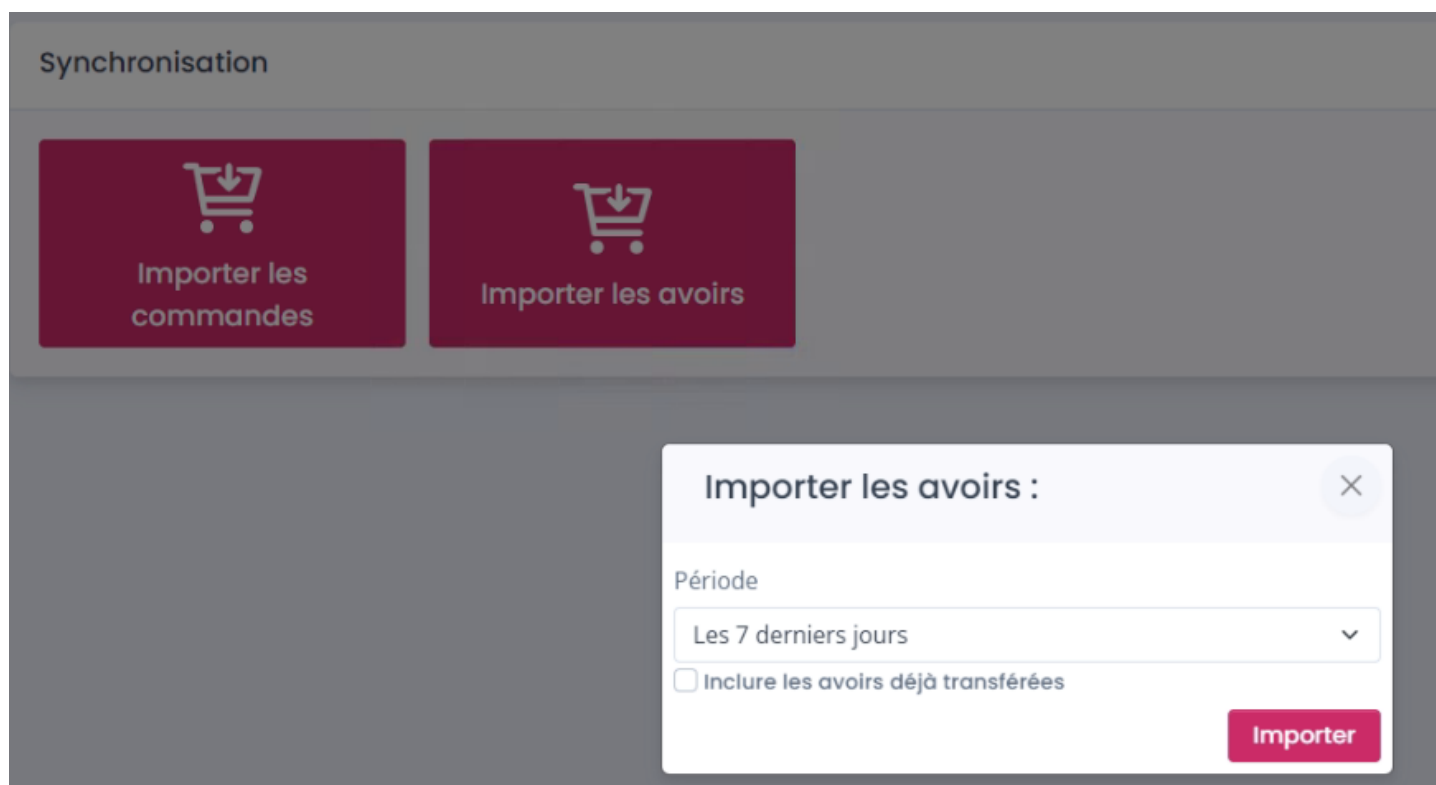 Synchronisation
Importer les
commandes
Importer les avoirs
Importer les avoirs :
Période
Les 7 derniers jours
Inclure les avoirs déjà transférées
Importer